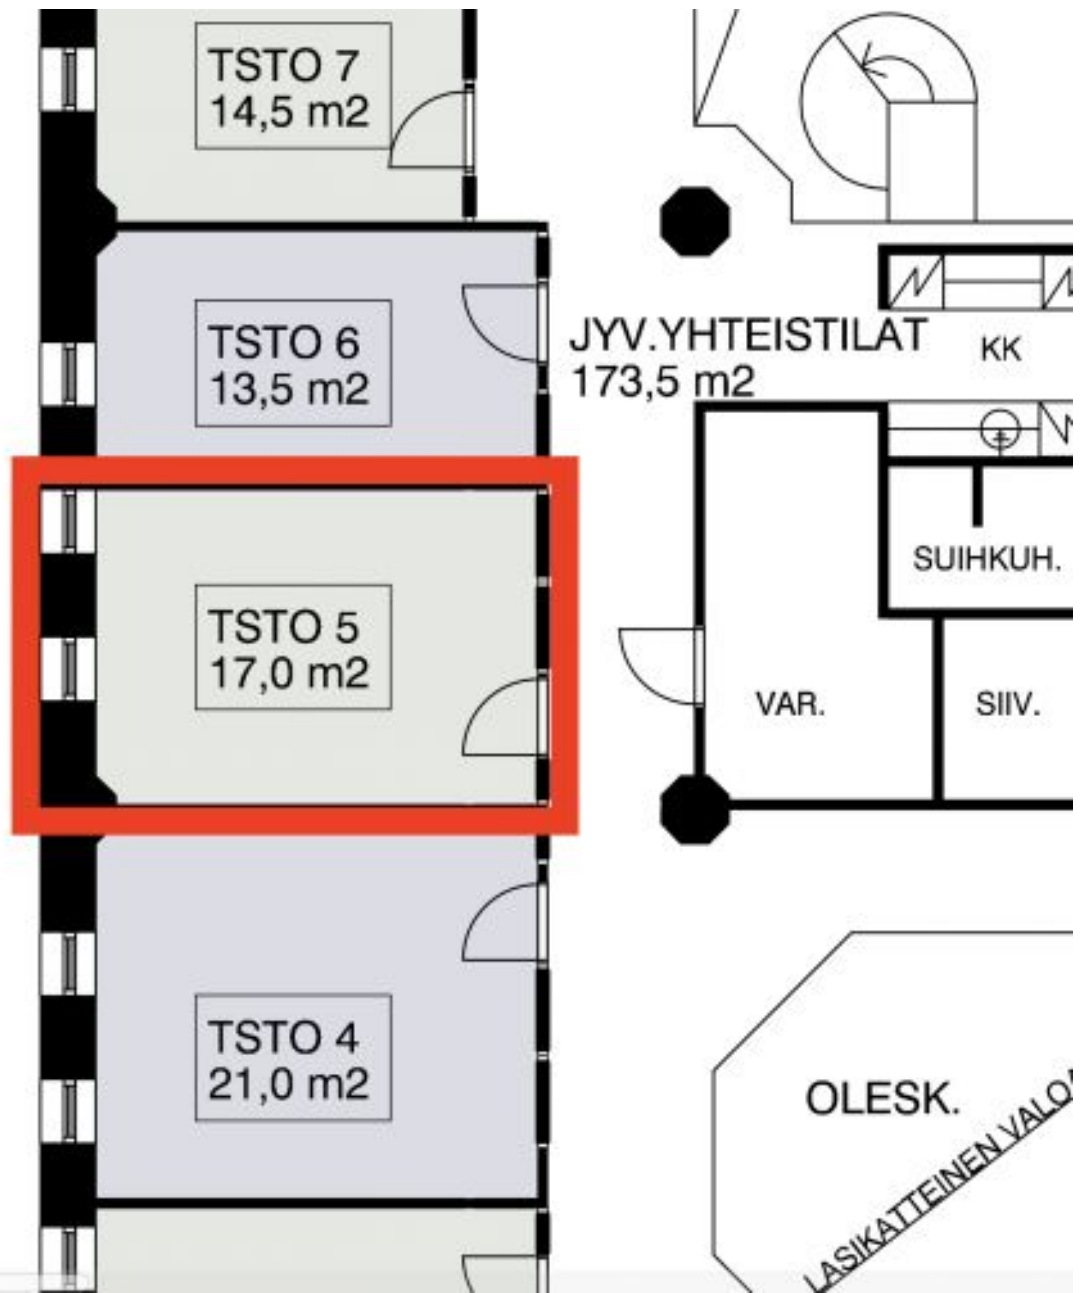 TSTO 7
14,5 m2
TSTO 6
13,5 m2
JYV.YHTEISTILAT
173,5 m2
KK
TSTO 5
17,0 m2
SUIHKUH.
VAR.
SIIV.
TSTO 4
21,0 m2
OLESK.
LASIKATTEINEN